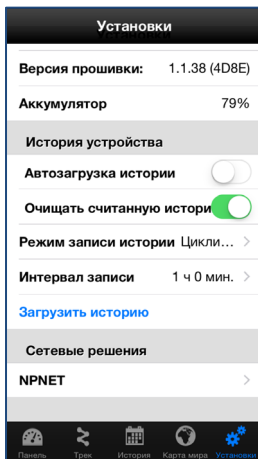 Установки
Версия прошивки: 1.1.38 (4D8E)
Аккумулятор 79%
История устройства
Автозагрузка истории
Очищать считанную истори
Режим записи истории Цикли... >
Интервал записи 1 ч 0 мин. >
Загрузить историю
Сетевые решения
NPNET >
Панель Трек История Карта мира Установки